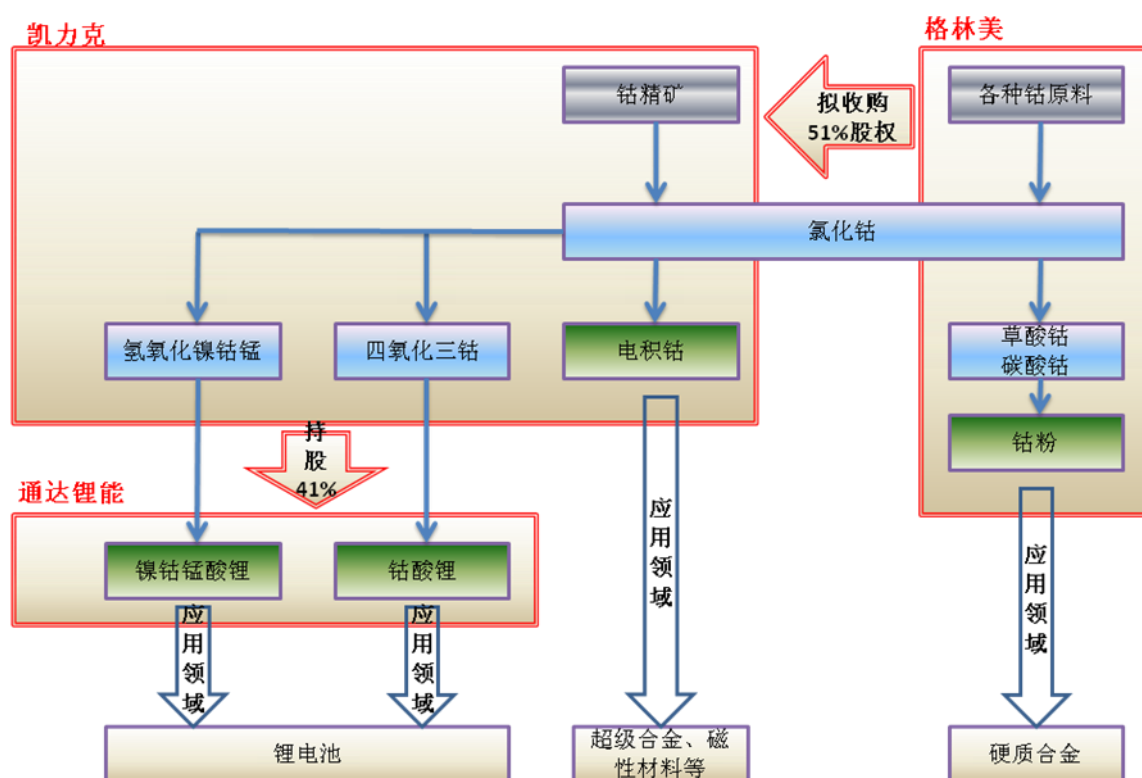 凯力克
格林美
钴精矿
拟收购
51%股权
各种钴原料
氯化钴
氢氧化镍钴锰
四氧化三钴
电积钴
草酸钴
碳酸钴
钴粉
持
股
41%
通达锂能
镍钴锰酸锂
钴酸锂
应
用
领
域
应
用
领
域
应
用
领
域
应
用
领
域
锂电池
超级合金、磁
性材料等
硬质合金